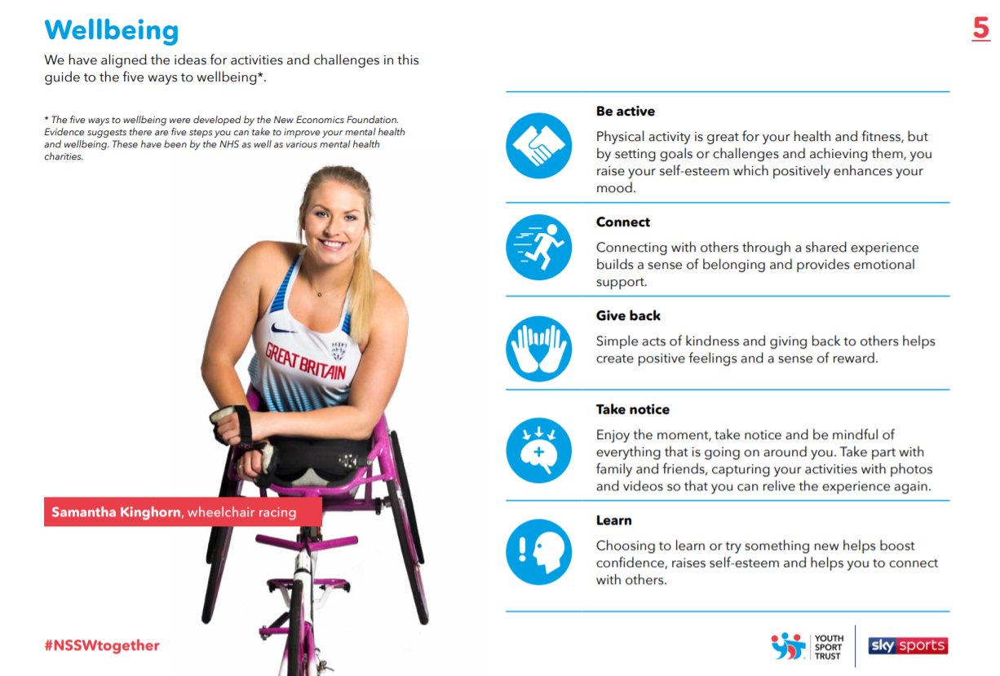 Wellbeing
5
We have aligned the ideas for activities and challenges in this
guide to the five ways to wellbeing*.
* The five ways to wellbeing were developed by the New Economics Foundation.
Evidence suggests there are five steps you can take to improve your mental health
and wellbeing. These have been by the NHS as well as various mental health
charities.
GREAT BRITAIN
Samantha Kinghorn, wheelchair racing
#NSSWtogether
Be active
Physical activity is great for your health and fitness, but
by setting goals or challenges and achieving them, you
raise your self-esteem which positively enhances your
mood.
Connect
Connecting with others through a shared experience
builds a sense of belonging and provides emotional
support.
Give back
Simple acts of kindness and giving back to others helps
create positive feelings and a sense of reward.
Take notice
Enjoy the moment, take notice and be mindful of
everything that is going on around you. Take part with
family and friends, capturing your activities with photos
and videos so that you can relive the experience again.
Learn
Choosing to learn or try something new helps boost
confidence, raises self-esteem and helps you to connect
with others.
YOUTH
SPORT
TRUST
sky sports